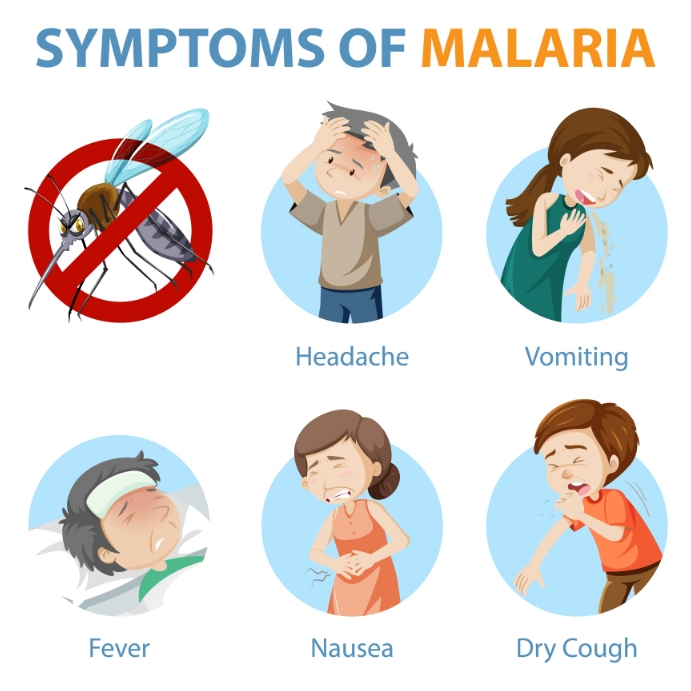 SYMPTOMS OF MALARIA
Headache
Vomiting
Fever
Nausea
Dry Cough